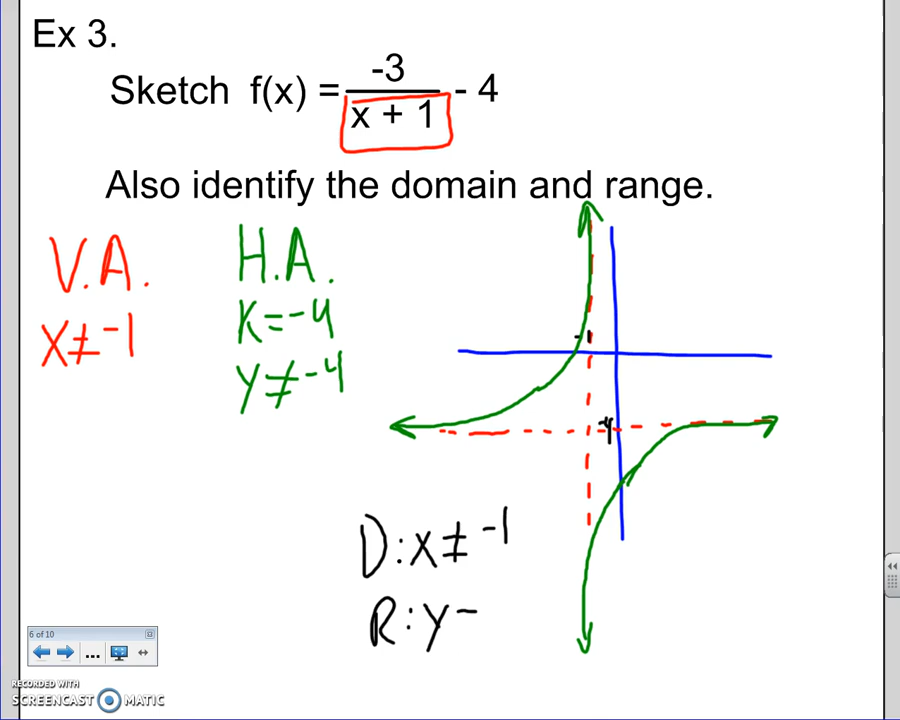 Ex 3.
Sketch f(x) = -3/(x + 1) - 4
Also identify the domain and range.
V.A.
x ≠ -1
H.A.
K = -4
y ≠ -4
-1
-4
D: x ≠ -1
R: y -
6 of 10
...
RECORDED WITH
SCREENCAST MATIC